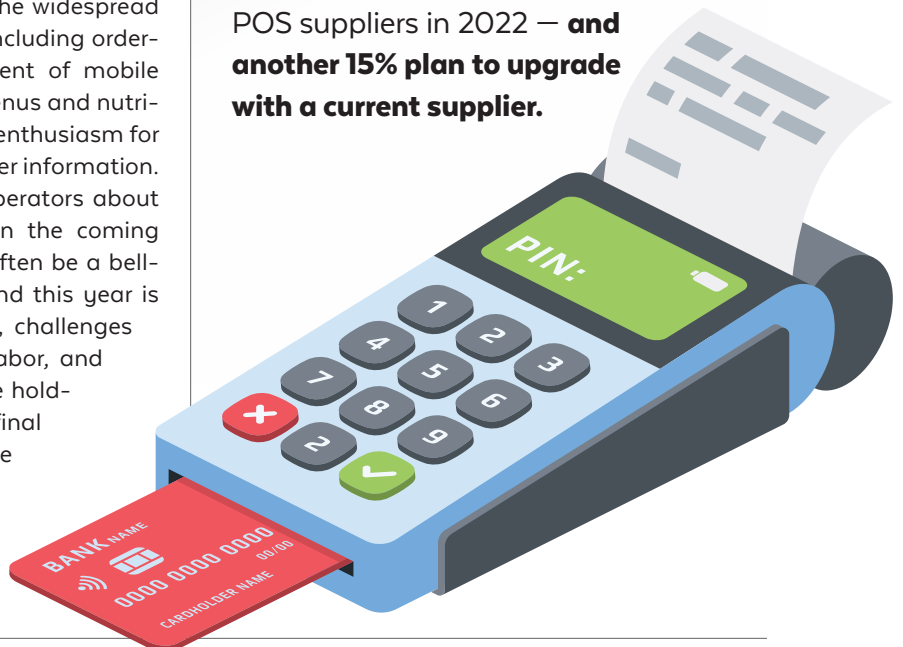 he widespread
ncluding order-
ent of mobile
enus and nutri-
enthusiasm for
er information.
perators about
n the coming
ften be a bell-
nd this year is
, challenges
abor, and
e hold-
final
e
POS suppliers in 2022 — and
another 15% plan to upgrade
with a current supplier.
PIN:
1
2
3
4
5
6
7
8
9
2
BANK NAME
0000 0000 0000
00/00
CARDHOLDER NAME